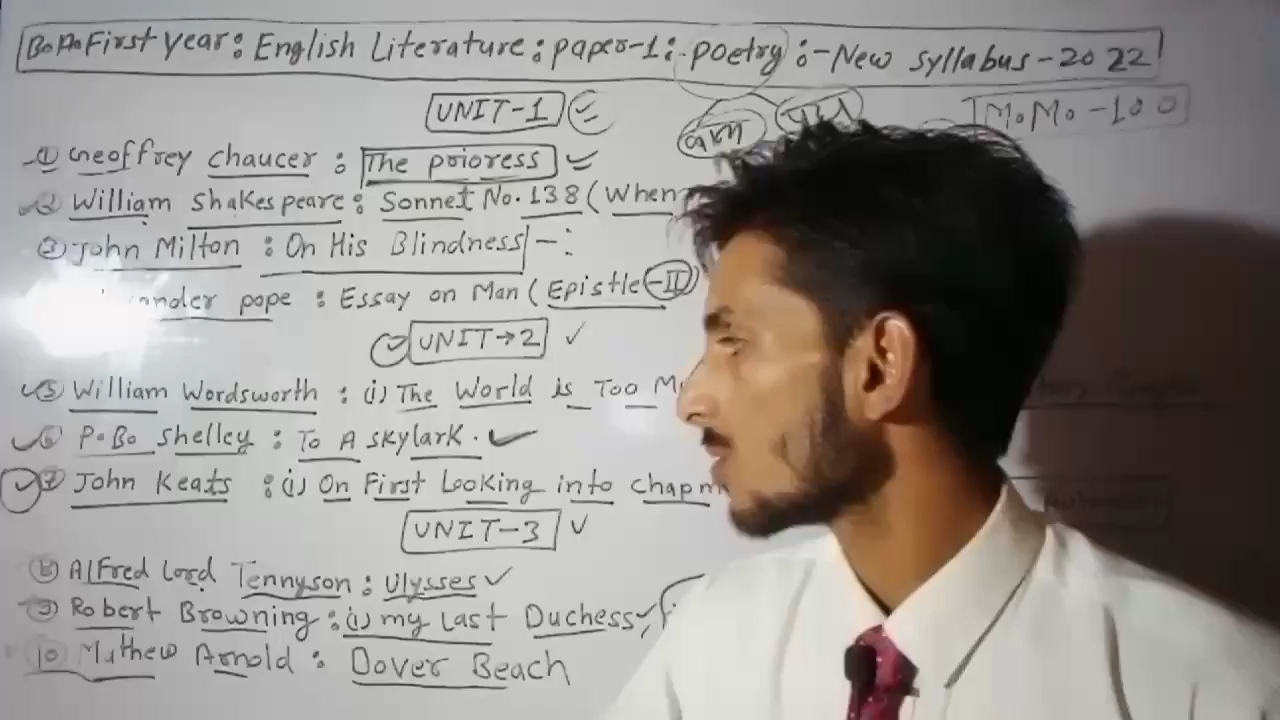 B.A. First year: English Literature: paper-1: poetry :- New syllabus-2022
UNIT-1
M.M. -100
① Geoffrey chaucer : The prioress
② William shakespeare: Sonnet No. 138 (When
③ John Milton : On His Blindness
ander pope : Essay on Man (Epistle-II)
UNIT→2
⑤ William Wordsworth : (i) The World is Too M
⑥ P.B. shelley : To A skylark.
⑦ John Keats : (i) On First Looking into chapm
UNIT-3
⑧ Alfred Lord Tennyson : Ulysses
⑨ Robert Browning : (i) my Last Duchess
10 Mathew Arnold : Dover Beach